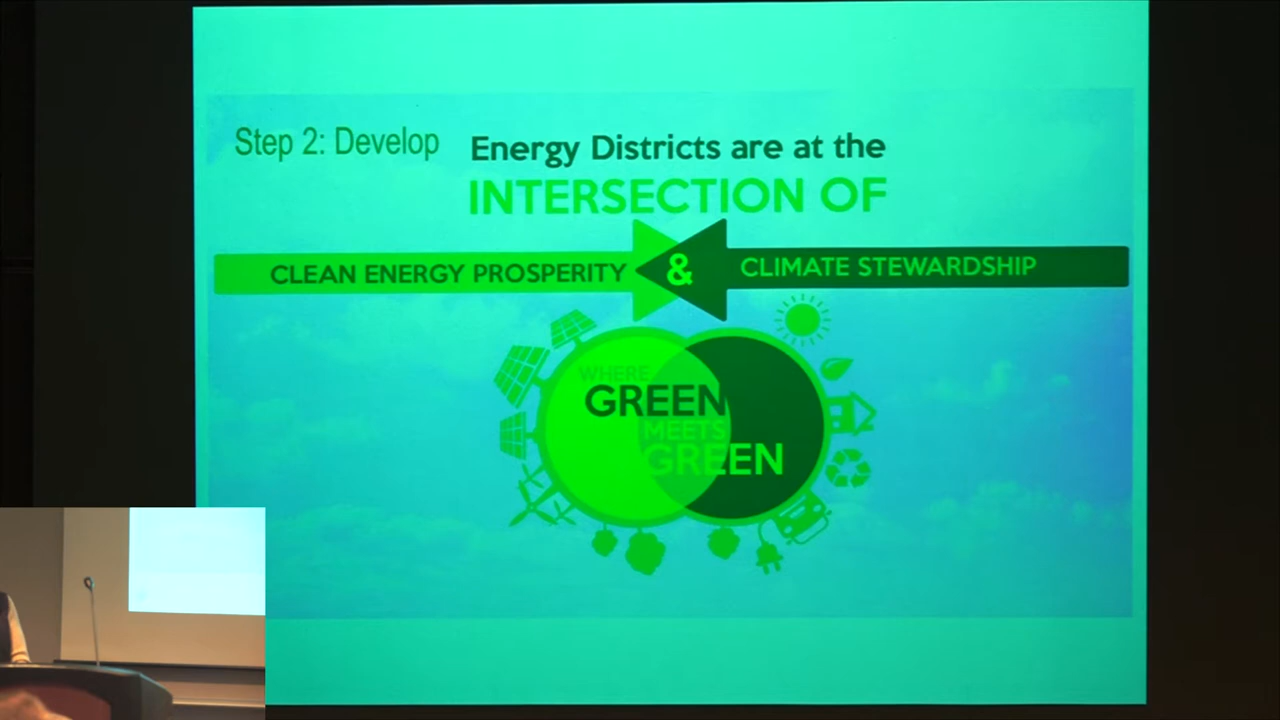 Step 2: Develop
Energy Districts are at the
INTERSECTION OF
CLEAN ENERGY PROSPERITY & CLIMATE STEWARDSHIP
WHERE
GREEN
MEETS
GREEN